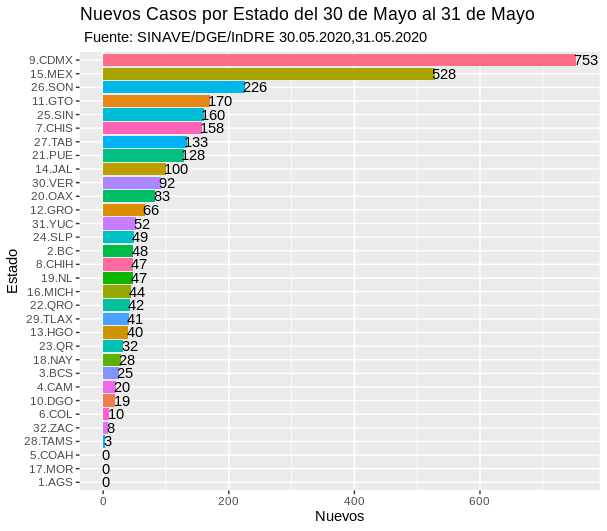 Nuevos Casos por Estado del 30 de Mayo al 31 de Mayo
Fuente: SINAVE/DGE/InDRE 30.05.2020,31.05.2020
Estado
9.CDMX 753
15.MEX 528
26.SON 226
11.GTO 170
25.SIN 160
7.CHIS 158
27.TAB 133
21.PUE 128
14.JAL 100
30.VER 92
20.OAX 83
12.GRO 66
31.YUC 52
24.SLP 49
2.BC 48
8.CHIH 47
19.NL 47
16.MICH 44
22.QRO 42
29.TLAX 41
13.HGO 40
23.QR 32
18.NAY 28
3.BCS 25
4.CAM 20
10.DGO 19
6.COL 10
32.ZAC 8
28.TAMS 3
5.COAH 0
17.MOR 0
1.AGS 0
0 200 400 600
Nuevos